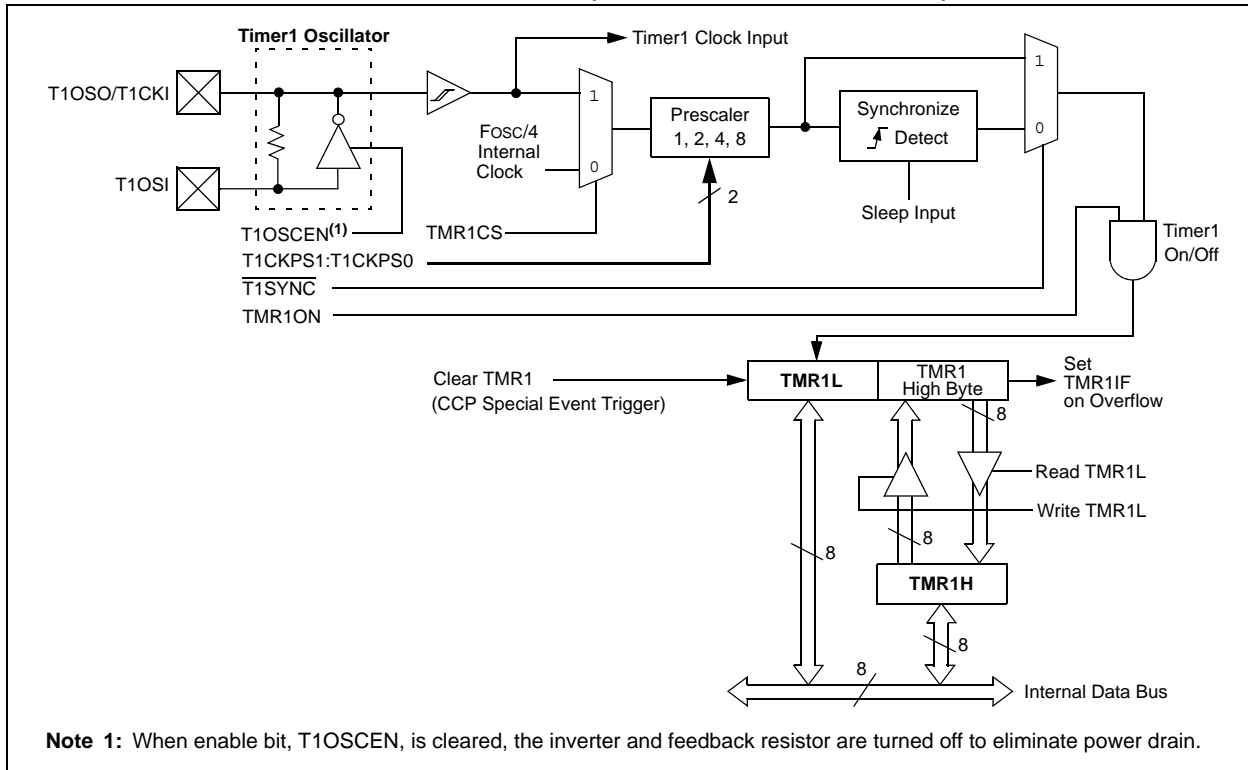 Timer1 Oscillator
Timer1 Clock Input
T1OSO/T1CKI
1
Prescaler
1, 2, 4, 8
Synchronize
Detect
1
0
FOSC/4
Internal
Clock
0
T1OSI
2
Sleep Input
T1OSCEN(1)
TMR1CS
Timer1
On/Off
T1CKPS1:T1CKPS0
T1SYNC
TMR1ON
Clear TMR1
(CCP Special Event Trigger)
TMR1L
TMR1
High Byte
Set
TMR1IF
on Overflow
8
Read TMR1L
Write TMR1L
8
8
TMR1H
8
8
Internal Data Bus
Note 1: When enable bit, T1OSCEN, is cleared, the inverter and feedback resistor are turned off to eliminate power drain.